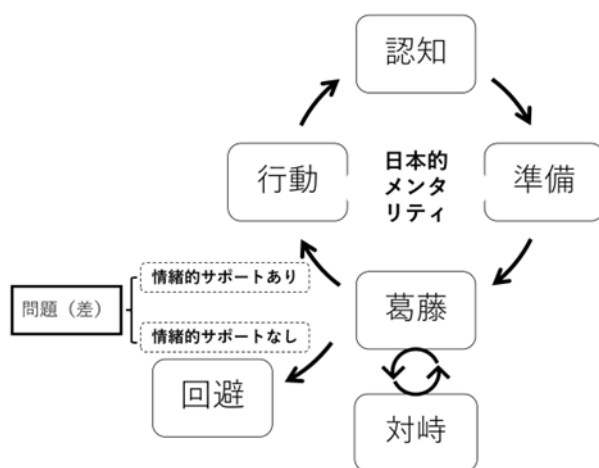 認知
行動
日本的
メンタ
リティ
準備
情緒的サポートあり
問題（差）
葛藤
情緒的サポートなし
回避
対峙